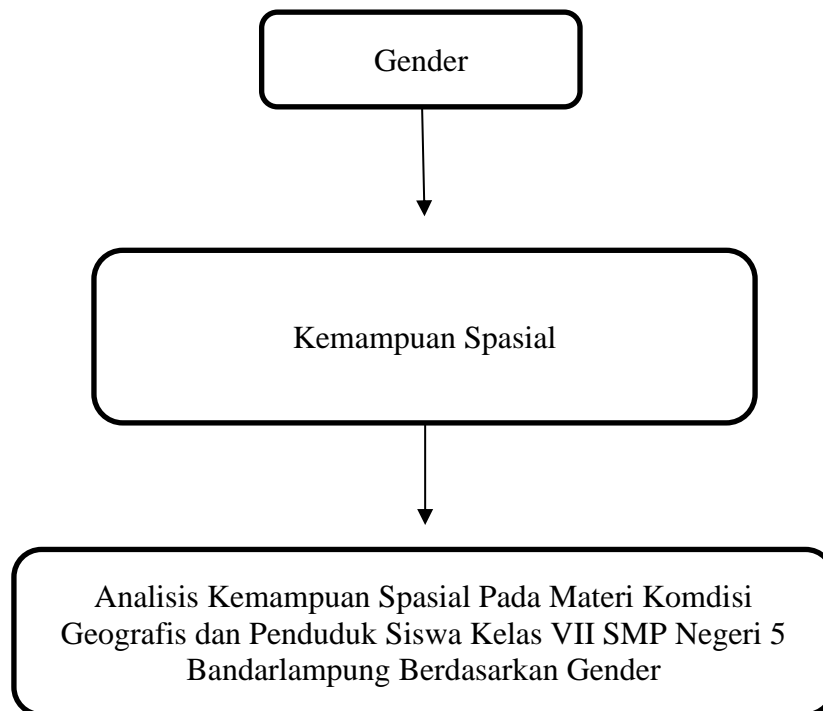 Gender
Kemampuan Spasial
Analisis Kemampuan Spasial Pada Materi Komdisi
Geografis dan Penduduk Siswa Kelas VII SMP Negeri 5
Bandarlampung Berdasarkan Gender